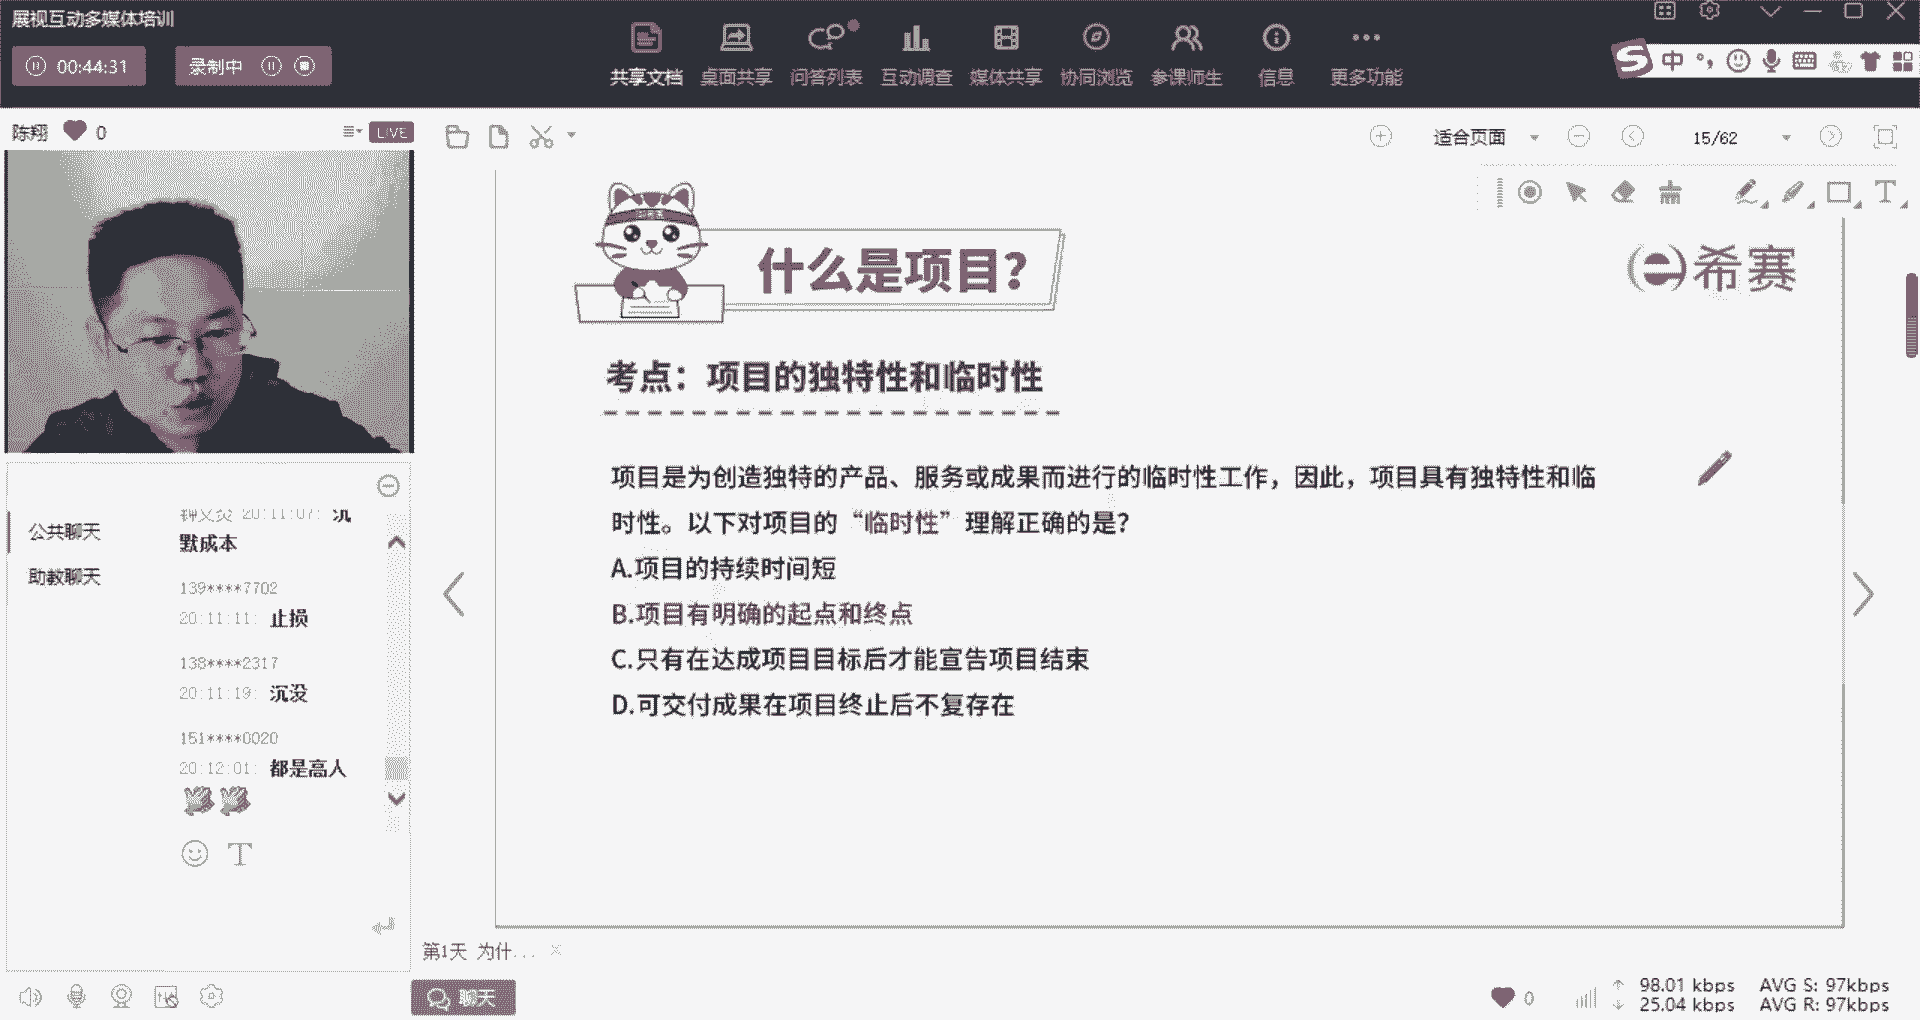 展视互动多媒体培训
00:44:31
录制中
共享文档 桌面共享 问答列表 互动调查 媒体共享 协同浏览 参课师生 信息 更多功能
中
陈翔 0
LIVE
适合页面
15/62
什么是项目？
希赛
考点：项目的独特性和临时性
项目是为创造独特的产品、服务或成果而进行的临时性工作，因此，项目具有独特性和临
时性。以下对项目的“临时性”理解正确的是？
A.项目的持续时间短
B.项目有明确的起点和终点
C.只有在达成项目目标后才能宣告项目结束
D.可交付成果在项目终止后不复存在
公共聊天
助教聊天
20:11:07: 沉
默成本
139****7702
20:11:11: 止损
138****2317
20:11:19: 沉没
151****0020
20:12:01: 都是高人
第1天 为什...
聊天
0
98.01 kbps AVG S: 97kbps
25.04 kbps AVG R: 97kbps